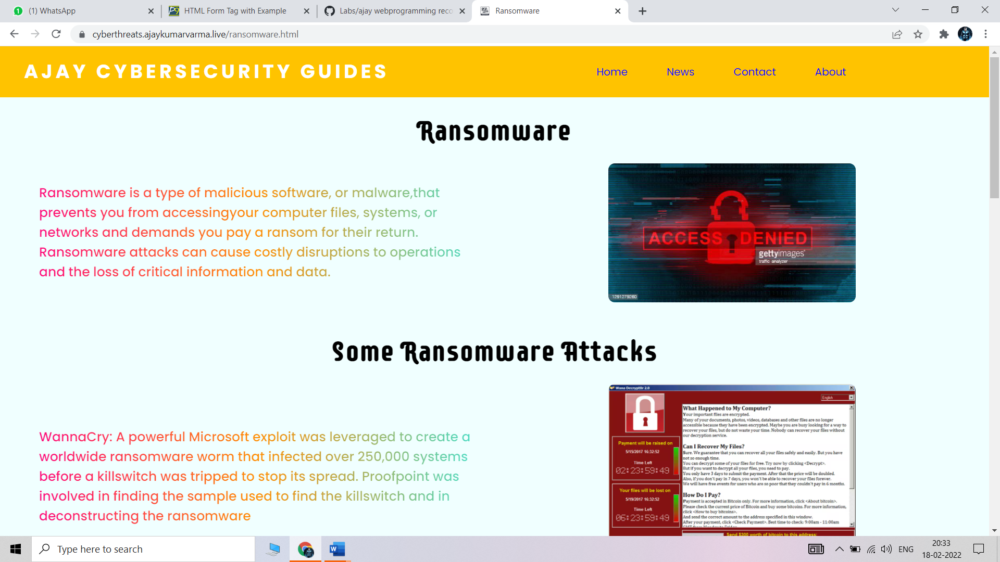 (1) WhatsApp
HTML Form Tag with Example
Labs/ajay webprogramming reco
Ransomware
cyberthreats.ajaykumarvarma.live/ransomware.html
AJAY CYBERSECURITY GUIDES
Home
News
Contact
About
Ransomware
Ransomware is a type of malicious software, or malware,that
prevents you from accessingyour computer files, systems, or
networks and demands you pay a ransom for their return.
Ransomware attacks can cause costly disruptions to operations
and the loss of critical information and data.
ACCESS DENIED
gettyimages®
traffic_analyzer
1291279260
Some Ransomware Attacks
WannaCry: A powerful Microsoft exploit was leveraged to create a
worldwide ransomware worm that infected over 250,000 systems
before a killswitch was tripped to stop its spread. Proofpoint was
involved in finding the sample used to find the killswitch and in
deconstructing the ransomware
Wana Decrypt0r 2.0
English
Payment will be raised on
5/15/2017 16:32:52
Time Left
02:23:59:49
Your files will be lost on
5/19/2017 16:32:52
Time Left
06:23:59:49
What Happened to My Computer?
Your important files are encrypted.
Many of your documents, photos, videos, databases and other files are no longer
accessible because they have been encrypted. Maybe you are busy looking for a way to
recover your files, but do not waste your time. Nobody can recover your files without
our decryption service.
Can I Recover My Files?
Sure. We guarantee that you can recover all your files safely and easily. But you have
not so enough time.
You can decrypt some of your files for free. Try now by clicking <Decrypt>.
But if you want to decrypt all your files, you need to pay.
You only have 3 days to submit the payment. After that the price will be doubled.
Also, if you don't pay in 7 days, you won't be able to recover your files forever.
We will have free events for users who are so poor that they couldn't pay in 6 months.
How Do I Pay?
Payment is accepted in Bitcoin only. For more information, click <About bitcoin>.
Please check the current price of Bitcoin and buy some bitcoins. For more information,
click <How to buy bitcoins>.
And send the correct amount to the address specified in this window.
After your payment, click <Check Payment>. Best time to check: 9:00am - 11:00am
GMT from Monday to Friday.
Send $300 worth of bitcoin to this address:
Type here to search
ENG
20:33
18-02-2022